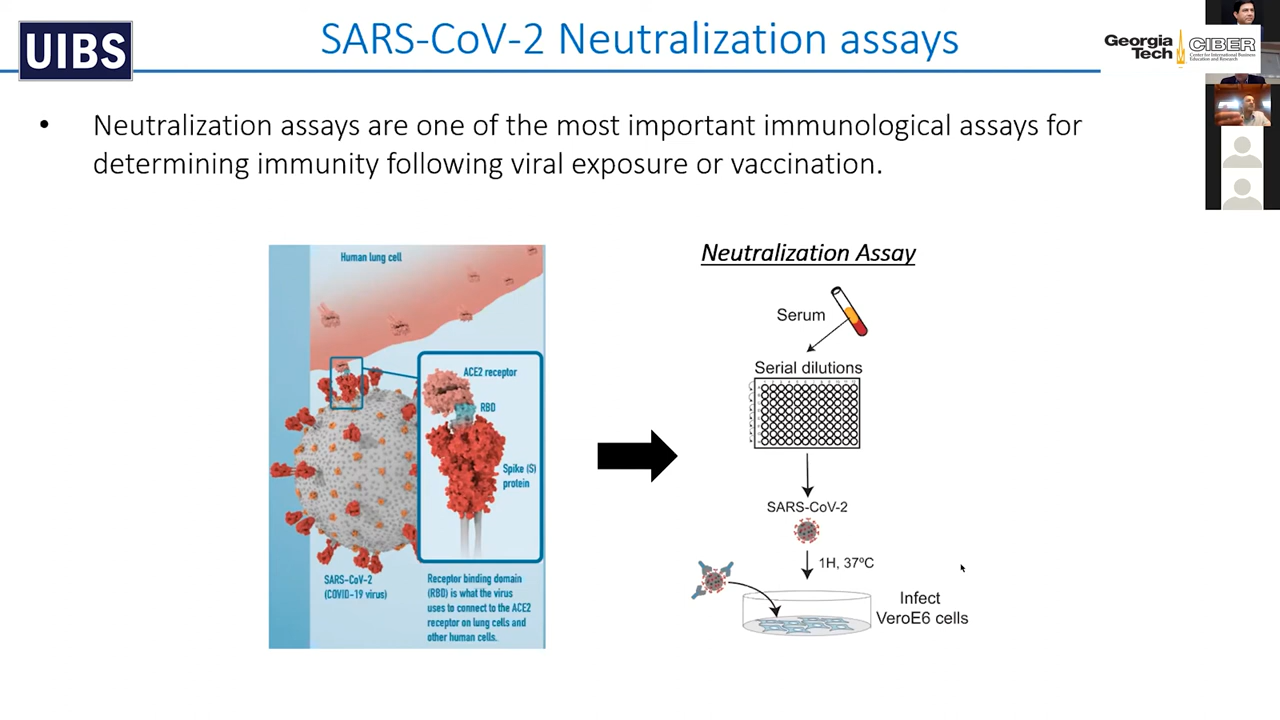 UIBS
SARS-CoV-2 Neutralization assays
Georgia
Tech
CIBER
Center for International Business
Education and Research
• Neutralization assays are one of the most important immunological assays for
determining immunity following viral exposure or vaccination.
Human lung cell
ACE2 receptor
RBD
Spike (S)
protein
SARS-CoV-2
(COVID-19 virus)
Receptor binding domain
(RBD) is what the virus
uses to connect to the ACE2
receptor on lung cells and
other human cells.
Neutralization Assay
Serum
Serial dilutions
SARS-CoV-2
1H, 37ºC
Infect
VeroE6 cells